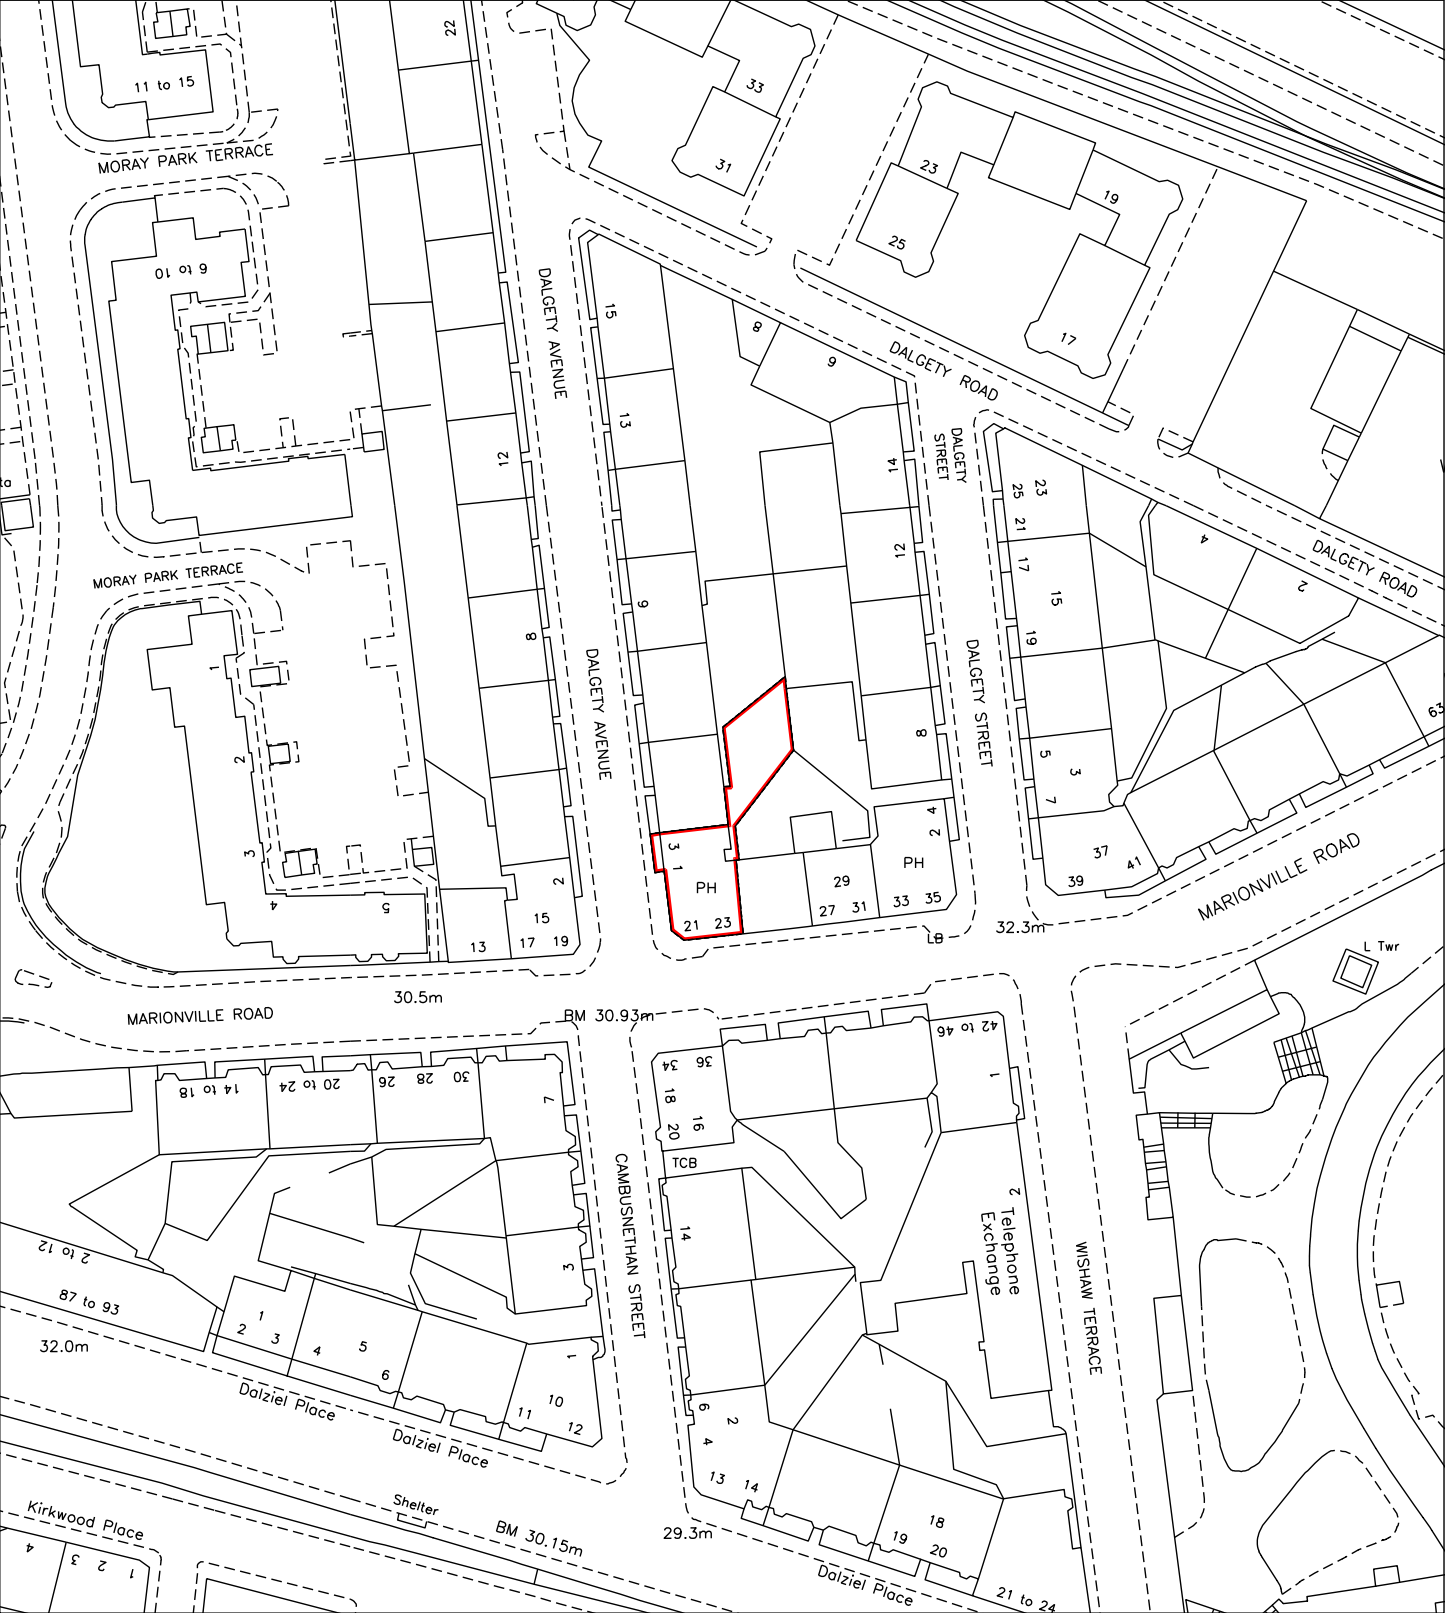 22
11 to 15
MORAY PARK TERRACE
33
31
23
19
25
17
6 to 10
DALGETY AVENUE
15
8
9
DALGETY ROAD
13
12
14
DALGETY STREET
25
23
21
17
15
19
4
2
DALGETY ROAD
12
MORAY PARK TERRACE
9
8
1
2
3
4
5
DALGETY AVENUE
DALGETY STREET
8
5
3
7
63
3
1
PH
21 23
29
27 31
4
2
PH
33 35
37
39
41
MARIONVILLE ROAD
2
15
13
17 19
LB
32.3m
L Twr
30.5m
MARIONVILLE ROAD
BM 30.93m
14 to 18
20 to 24
26
28
30
7
34
36
18
16
20
42 to 46
1
TCB
CAMBUSNETHAN STREET
14
2
Telephone
Exchange
WISHAW TERRACE
3
2 to 12
87 to 93
32.0m
1
2 3
4
5
6
1
10
11
12
Dalziel Place
Dalziel Place
6
2
4
13
14
18
19
20
Shelter
BM 30.15m
29.3m
Kirkwood Place
4
3
2
1
Dalziel Place
21 to 24